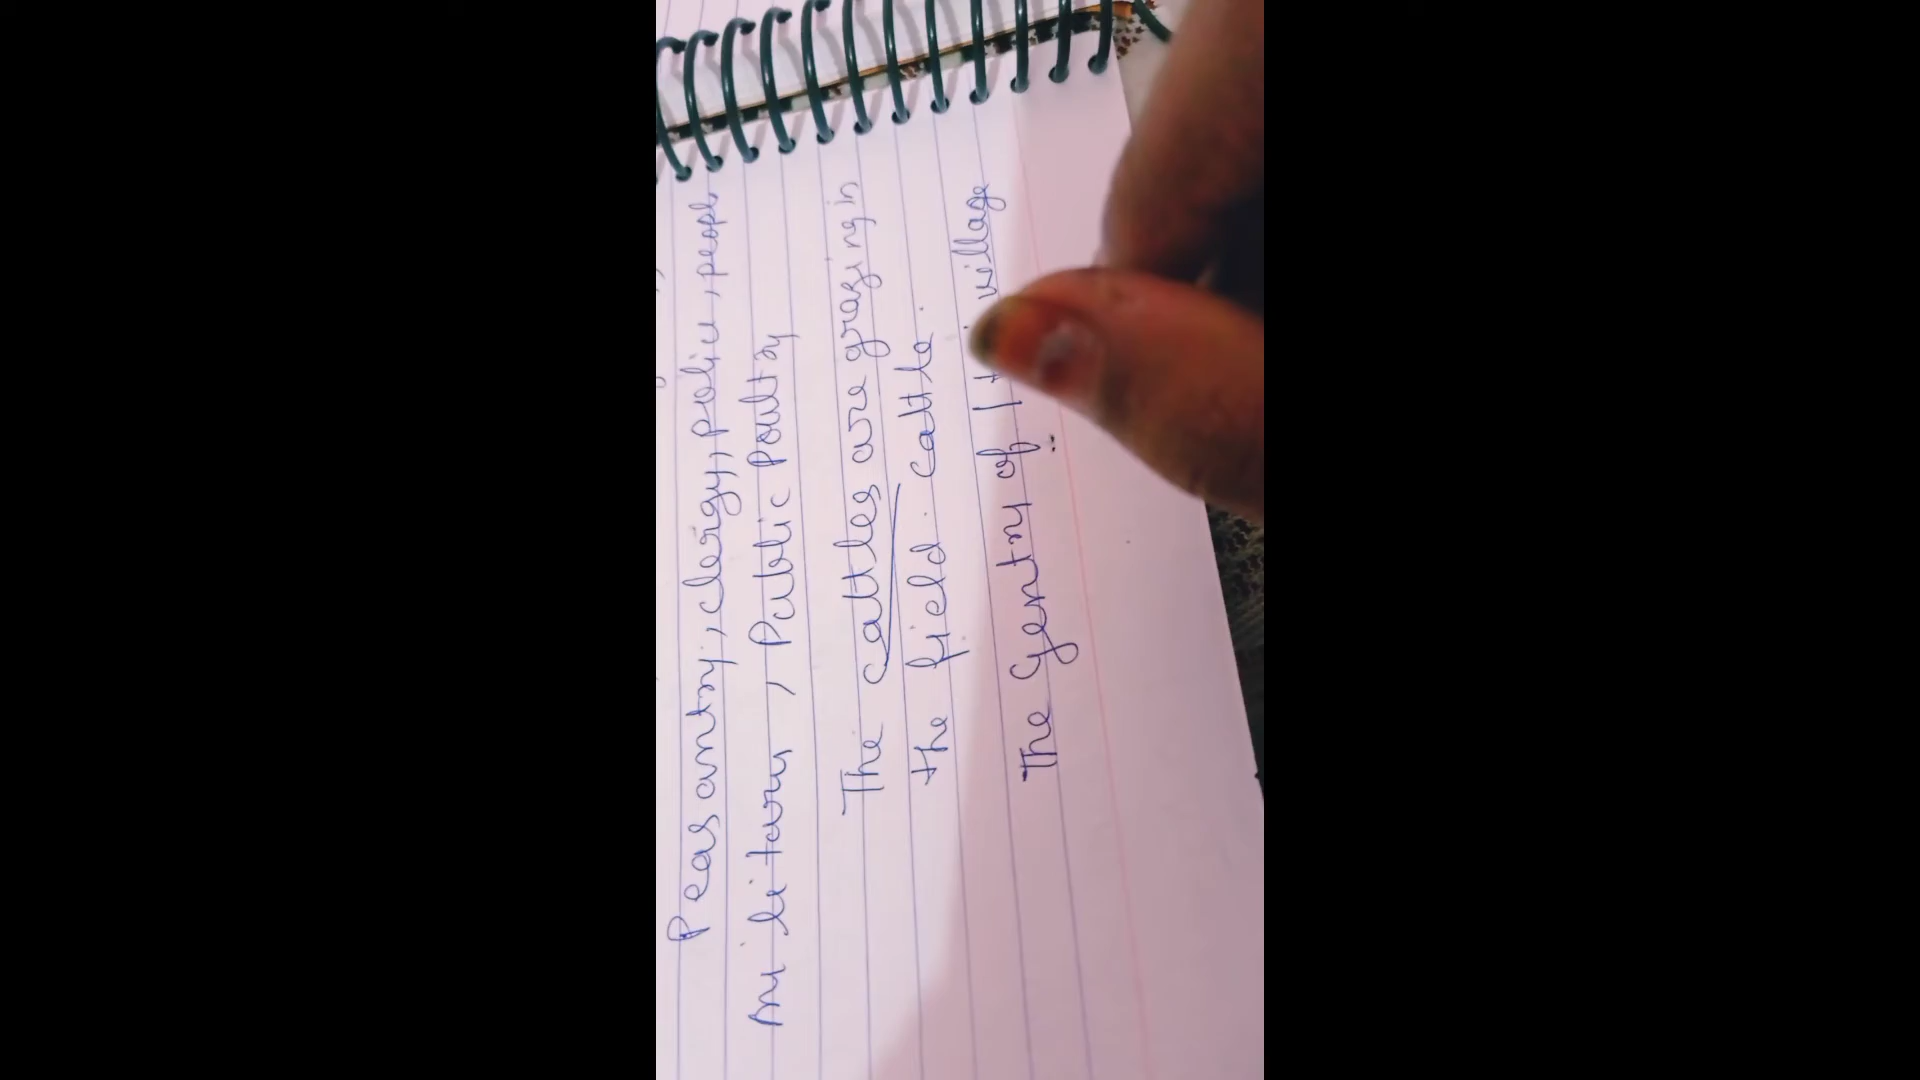 Peasantry, clergy, police, people
military, Public Poultry
The cattles are grazing in
the field. cattle.
The Gentry of village